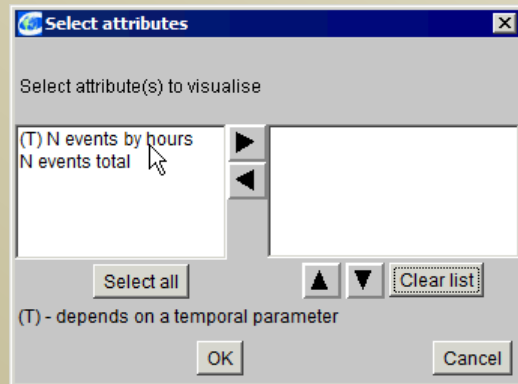 Select attributes
Select attribute(s) to visualise
(T) N events by hours
N events total
Select all
Clear list
(T) - depends on a temporal parameter
OK
Cancel